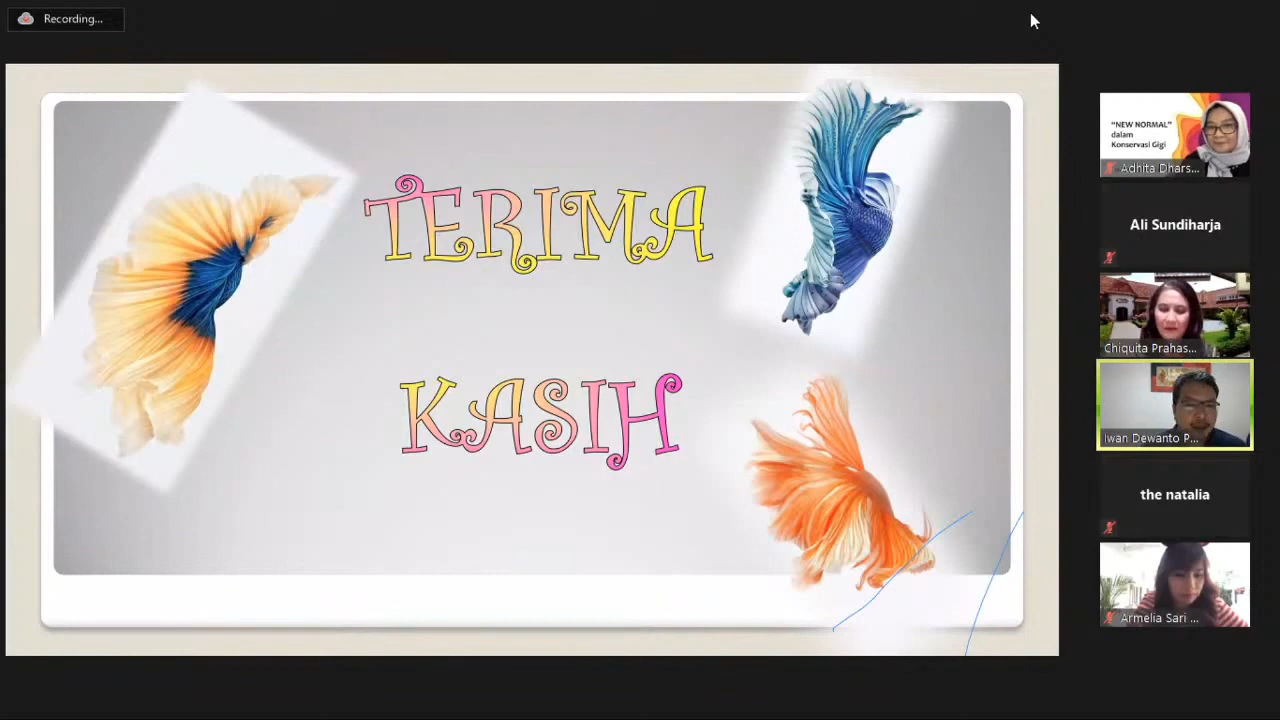 Recording...
TERIMA
KASIH
“NEW NORMAL”
dalam
Konservasi Gigi
Adhita Dhars...
Ali Sundiharja
Chiquita Prahas...
Iwan Dewanto P...
the natalia
Armelia Sari ...